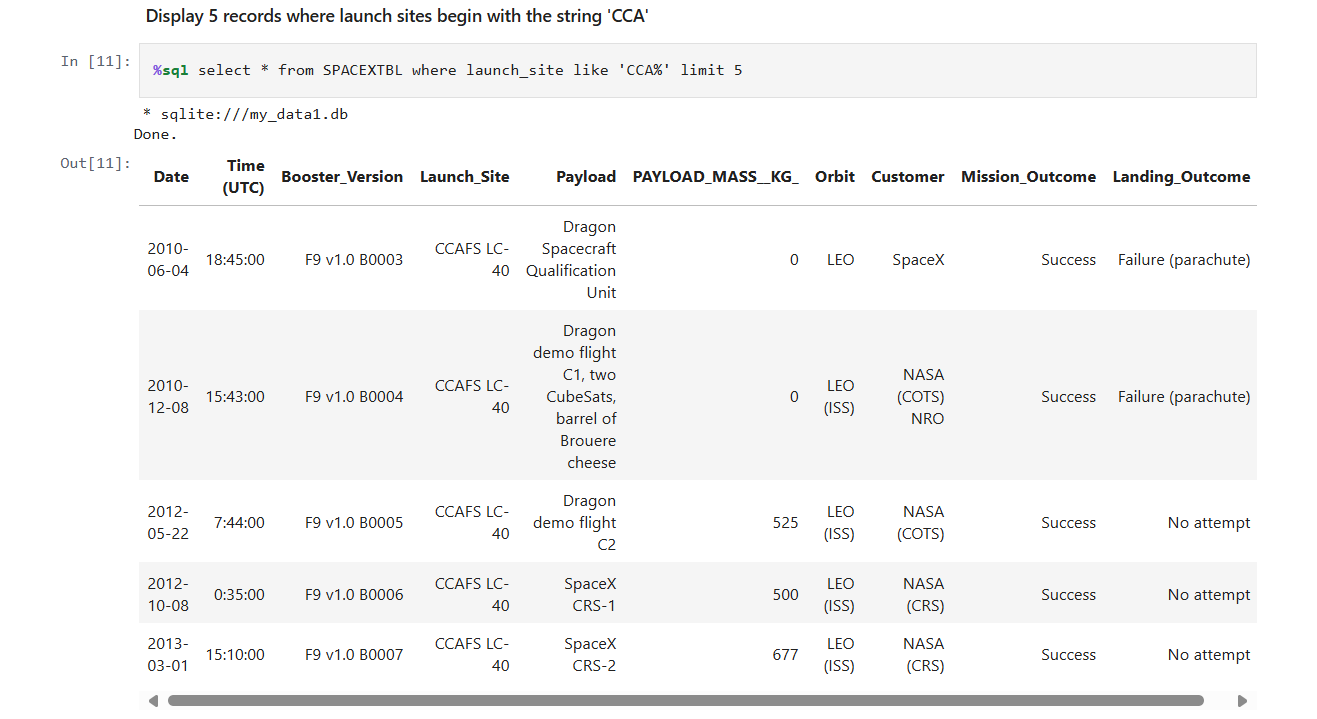 Display 5 records where launch sites begin with the string 'CCA'
In [11]: %sql select * from SPACEXTBL where launch_site like 'CCA%' limit 5
* sqlite:///my_data1.db
Done.
Out[11]:
Date Time (UTC) Booster_Version Launch_Site Payload PAYLOAD_MASS__KG_ Orbit Customer Mission_Outcome Landing_Outcome
2010-06-04 18:45:00 F9 v1.0 B0003 CCAFS LC-40 Dragon Spacecraft Qualification Unit 0 LEO SpaceX Success Failure (parachute)
2010-12-08 15:43:00 F9 v1.0 B0004 CCAFS LC-40 Dragon demo flight C1, two CubeSats, barrel of Brouere cheese 0 LEO (ISS) NASA (COTS) NRO Success Failure (parachute)
2012-05-22 7:44:00 F9 v1.0 B0005 CCAFS LC-40 Dragon demo flight C2 525 LEO (ISS) NASA (COTS) Success No attempt
2012-10-08 0:35:00 F9 v1.0 B0006 CCAFS LC-40 SpaceX CRS-1 500 LEO (ISS) NASA (CRS) Success No attempt
2013-03-01 15:10:00 F9 v1.0 B0007 CCAFS LC-40 SpaceX CRS-2 677 LEO (ISS) NASA (CRS) Success No attempt